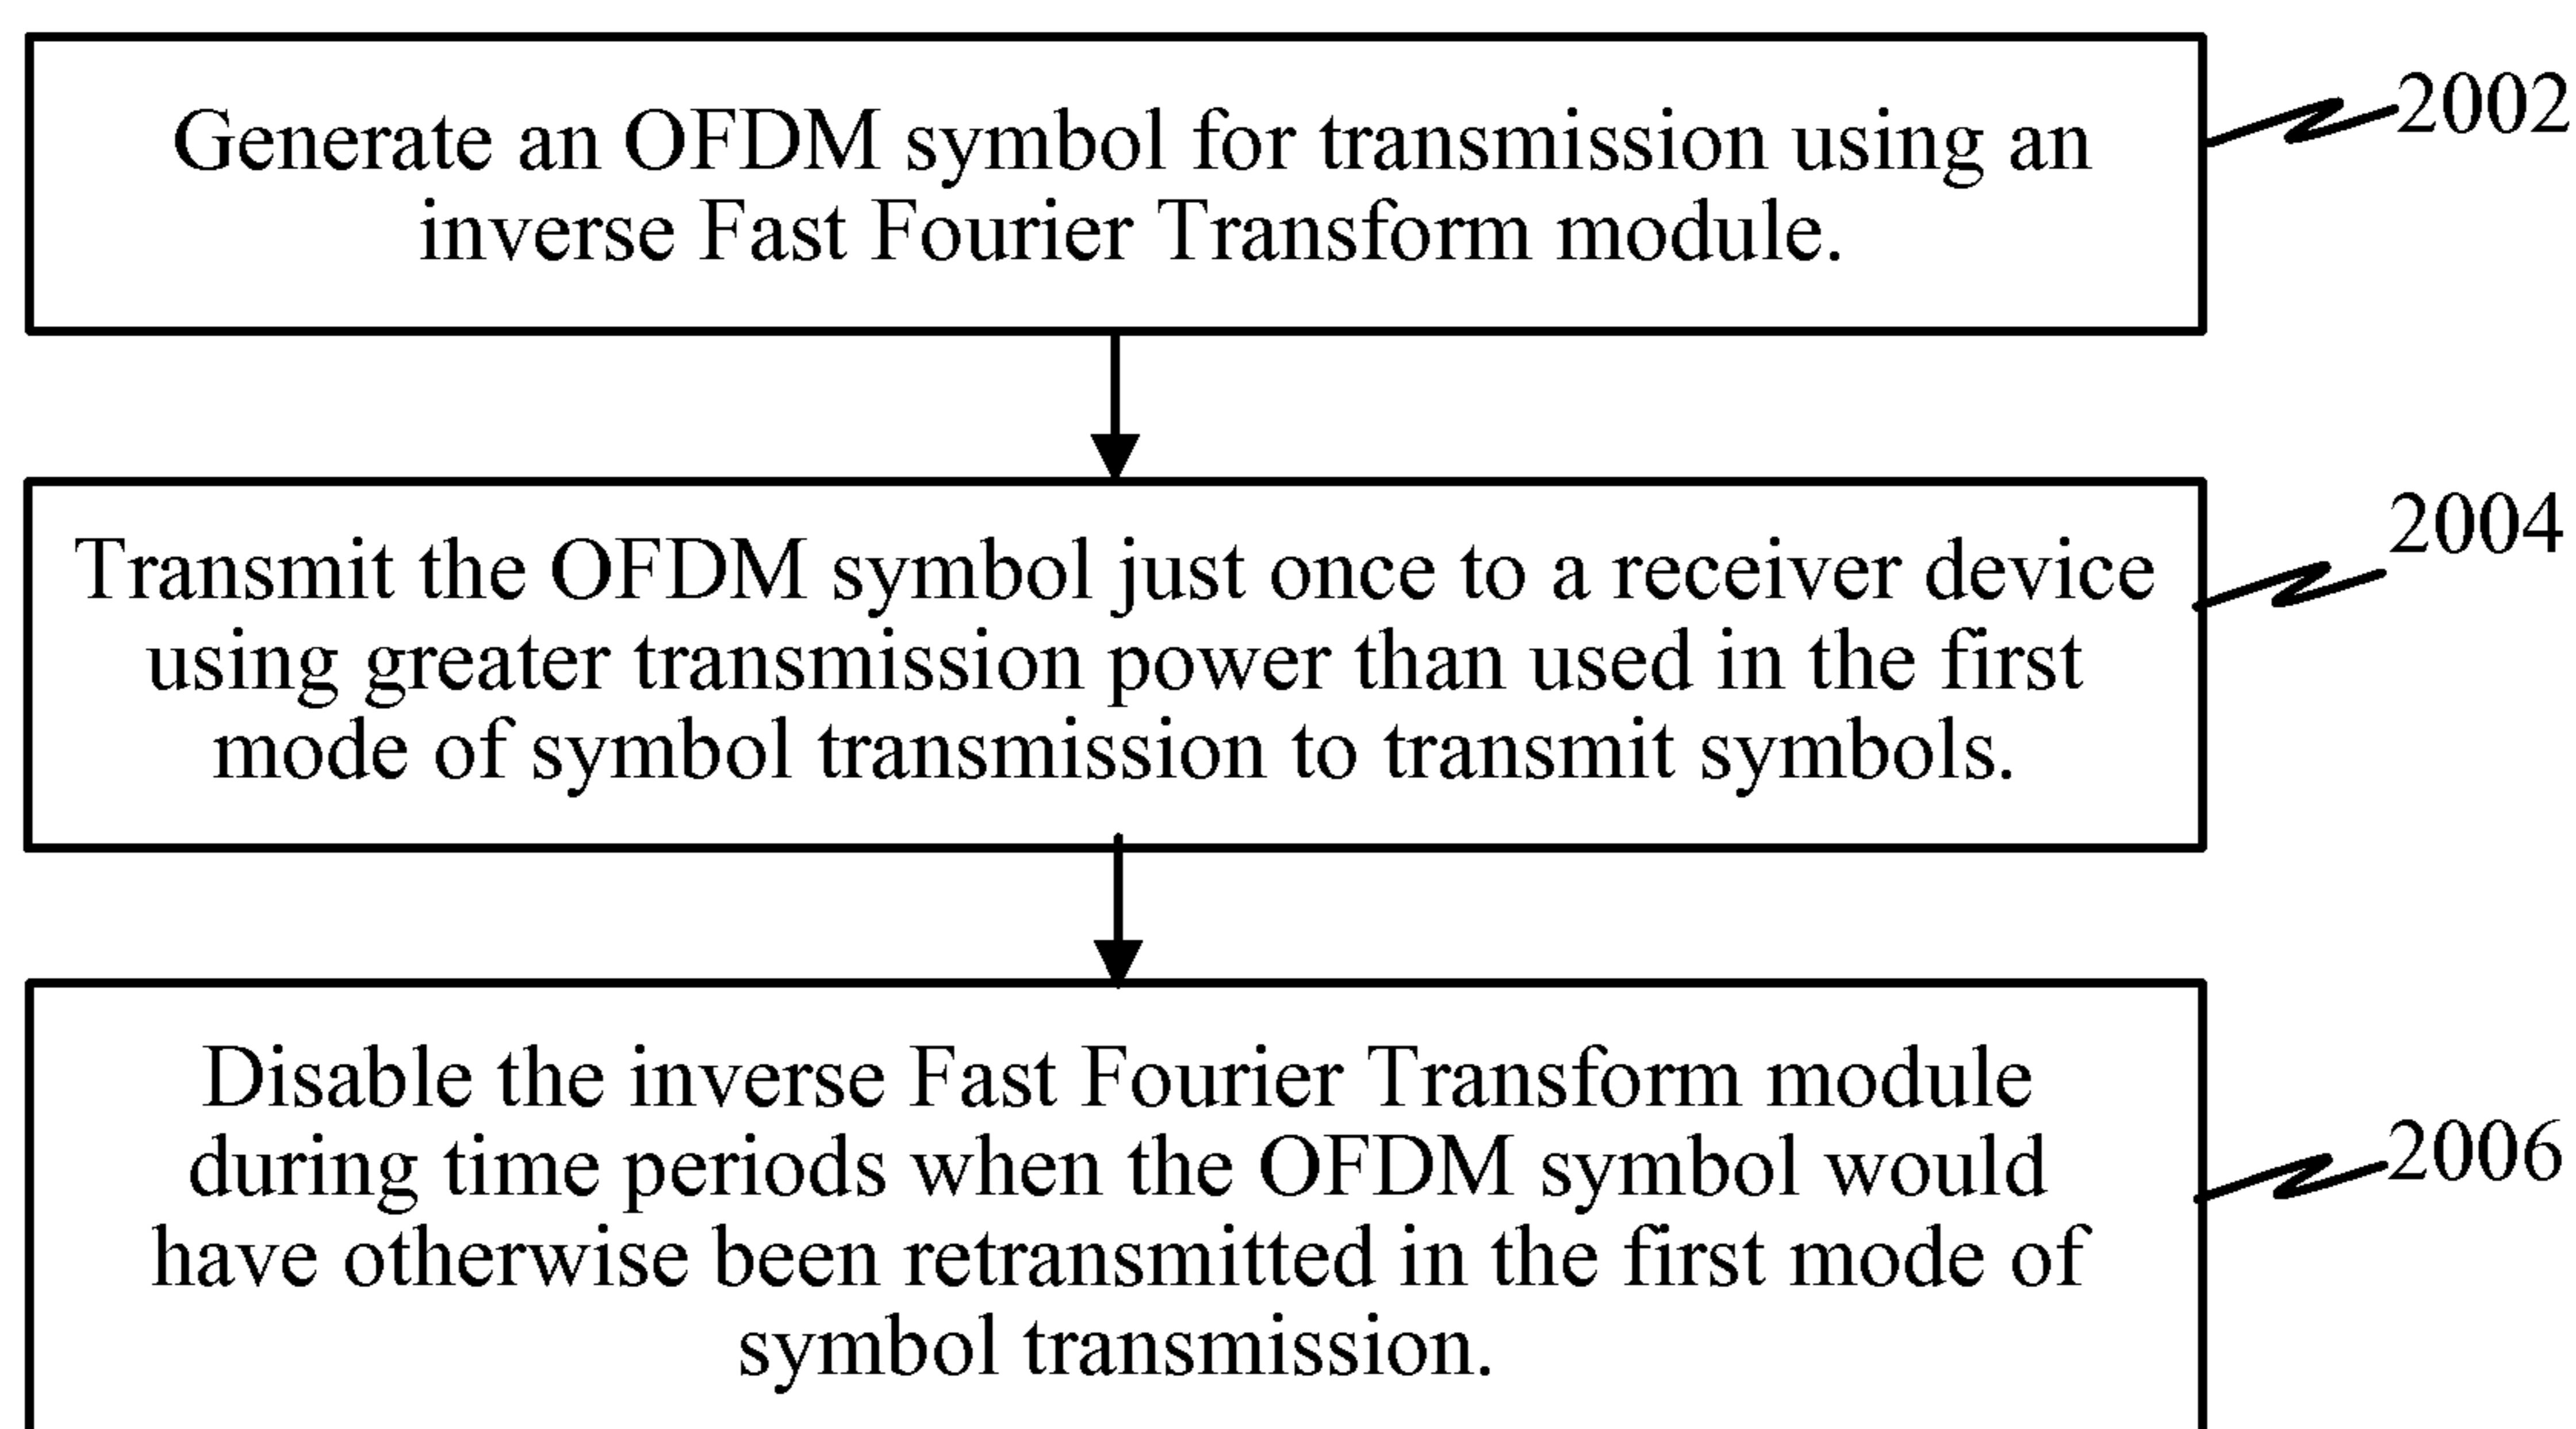 Generate an OFDM symbol for transmission using an
inverse Fast Fourier Transform module.
2002
Transmit the OFDM symbol just once to a receiver device
using greater transmission power than used in the first
mode of symbol transmission to transmit symbols.
2004
Disable the inverse Fast Fourier Transform module
during time periods when the OFDM symbol would
have otherwise been retransmitted in the first mode of
symbol transmission.
2006